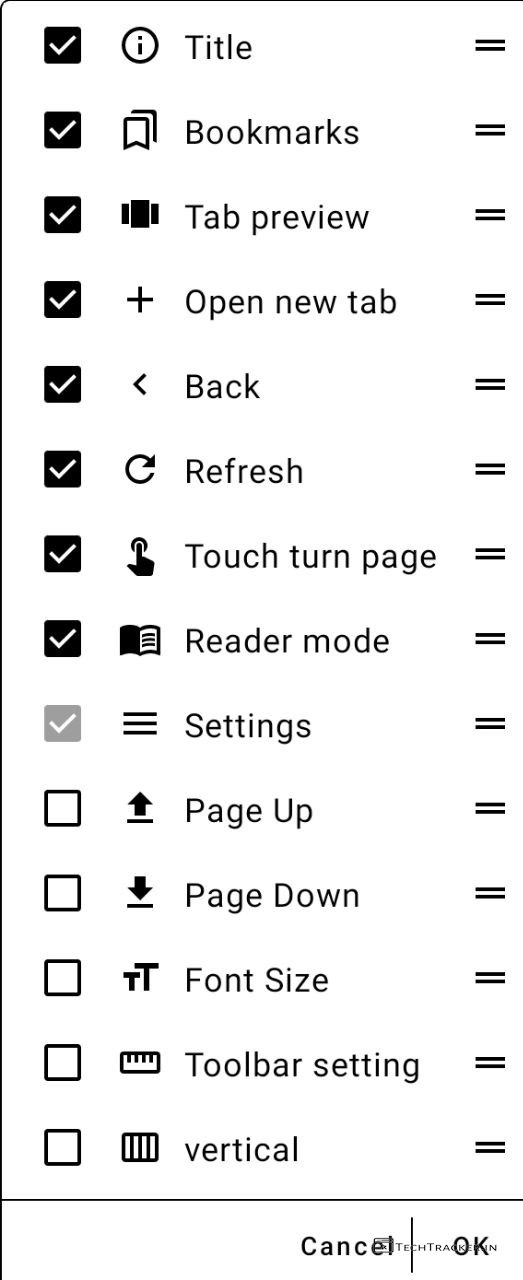 Title
Bookmarks
Tab preview
Open new tab
Back
Refresh
Touch turn page
Reader mode
Settings
Page Up
Page Down
Font Size
Toolbar setting
vertical
Cancel OK
TechTracker.in